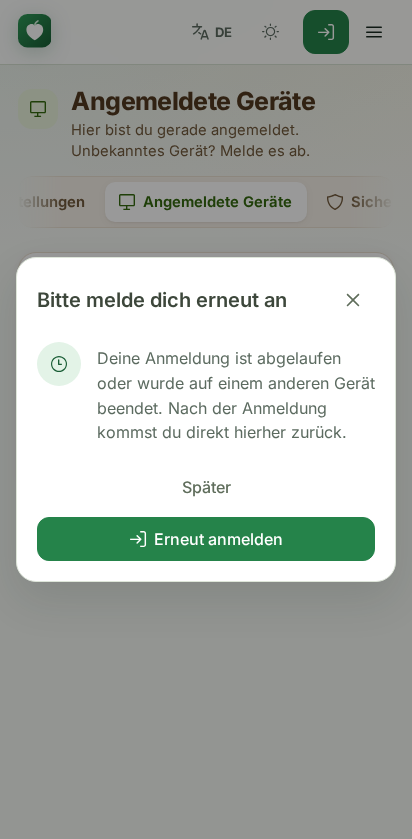 DE
Angemeldete Geräte
Hier bist du gerade angemeldet.
Unbekanntes Gerät? Melde es ab.
ellungen
Angemeldete Geräte
Siche
Bitte melde dich erneut an
Deine Anmeldung ist abgelaufen
oder wurde auf einem anderen Gerät
beendet. Nach der Anmeldung
kommst du direkt hierher zurück.
Später
Erneut anmelden